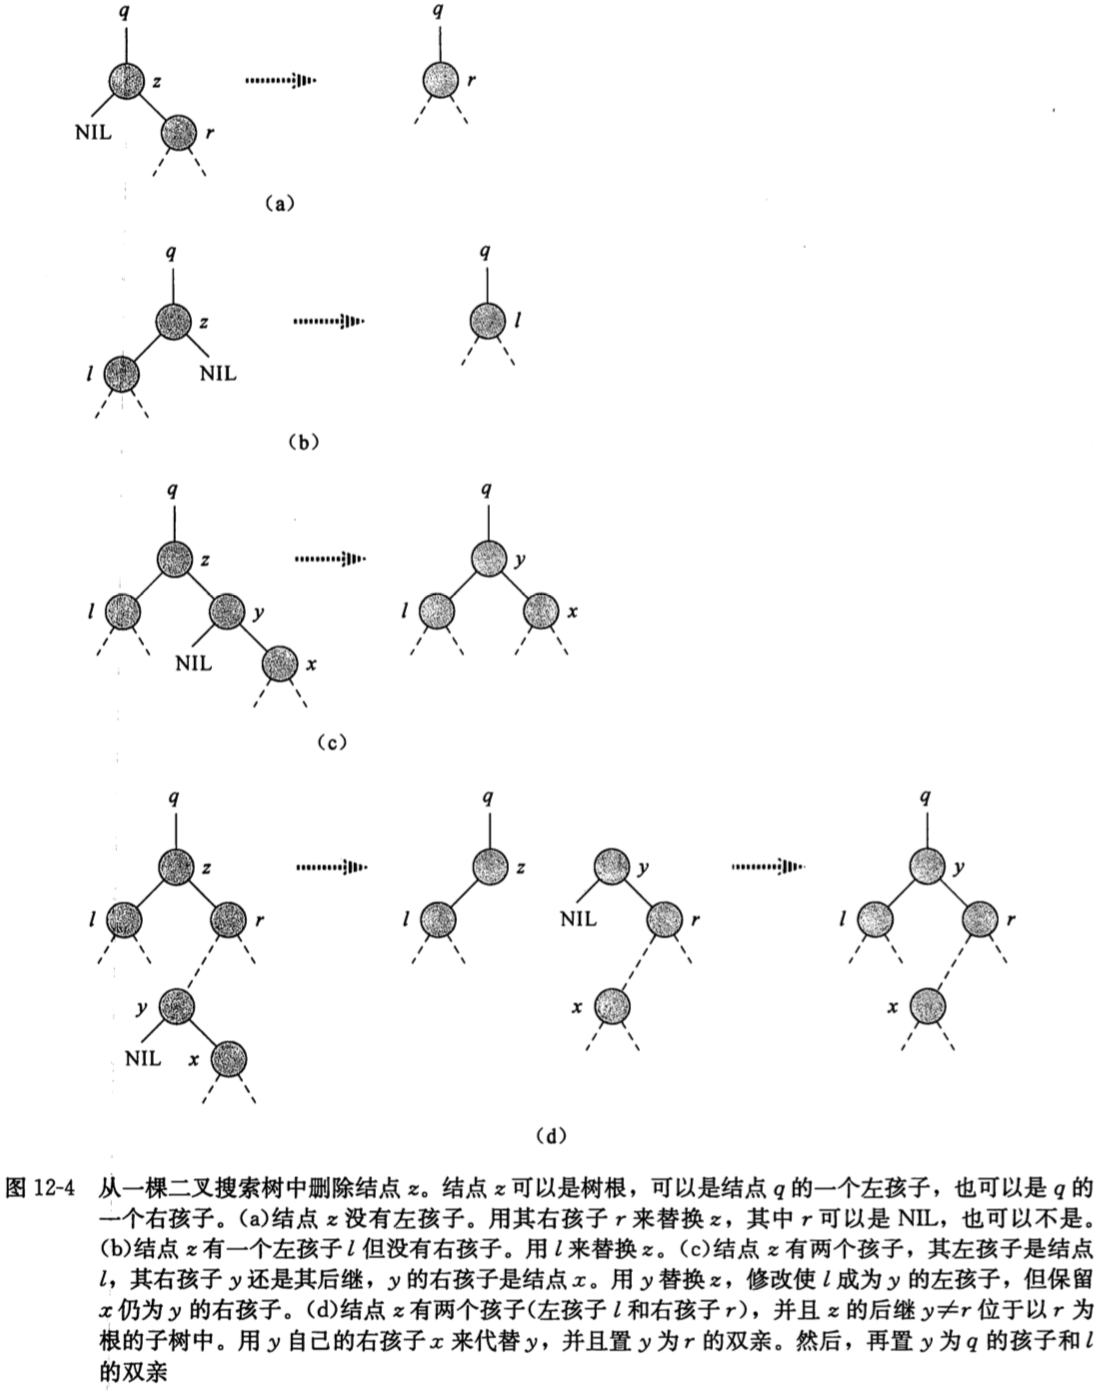 q
q
z
r
NIL
r
(a)
q
q
z
l
l
NIL
(b)
q
q
z
y
l
y
l
x
NIL
x
(c)
q
q
q
z
z
y
y
l
r
l
NIL
r
l
r
y
x
x
NIL
x
(d)
图 12-4 从一棵二叉搜索树中删除结点 z。结点 z 可以是树根，可以是结点 q 的一个左孩子，也可以是 q 的
一个右孩子。(a)结点 z 没有左孩子。用其右孩子 r 来替换 z，其中 r 可以是 NIL，也可以不是。
(b)结点 z 有一个左孩子 l 但没有右孩子。用 l 来替换 z。(c)结点 z 有两个孩子，其左孩子是结点
l，其右孩子 y 还是其后继，y 的右孩子是结点 x。用 y 替换 z，修改使 l 成为 y 的左孩子，但保留
x 仍为 y 的右孩子。(d)结点 z 有两个孩子(左孩子 l 和右孩子 r)，并且 z 的后继 y≠r 位于以 r 为
根的子树中。用 y 自己的右孩子 x 来代替 y，并且置 y 为 r 的双亲。然后，再置 y 为 q 的孩子和 l
的双亲